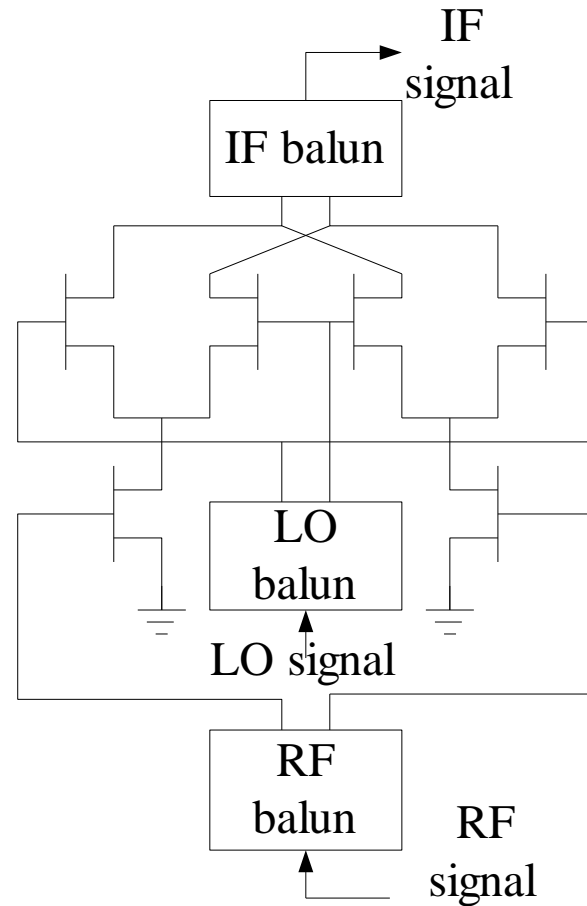 IF
signal
IF balun
LO
balun
LO signal
RF
balun
RF
signal